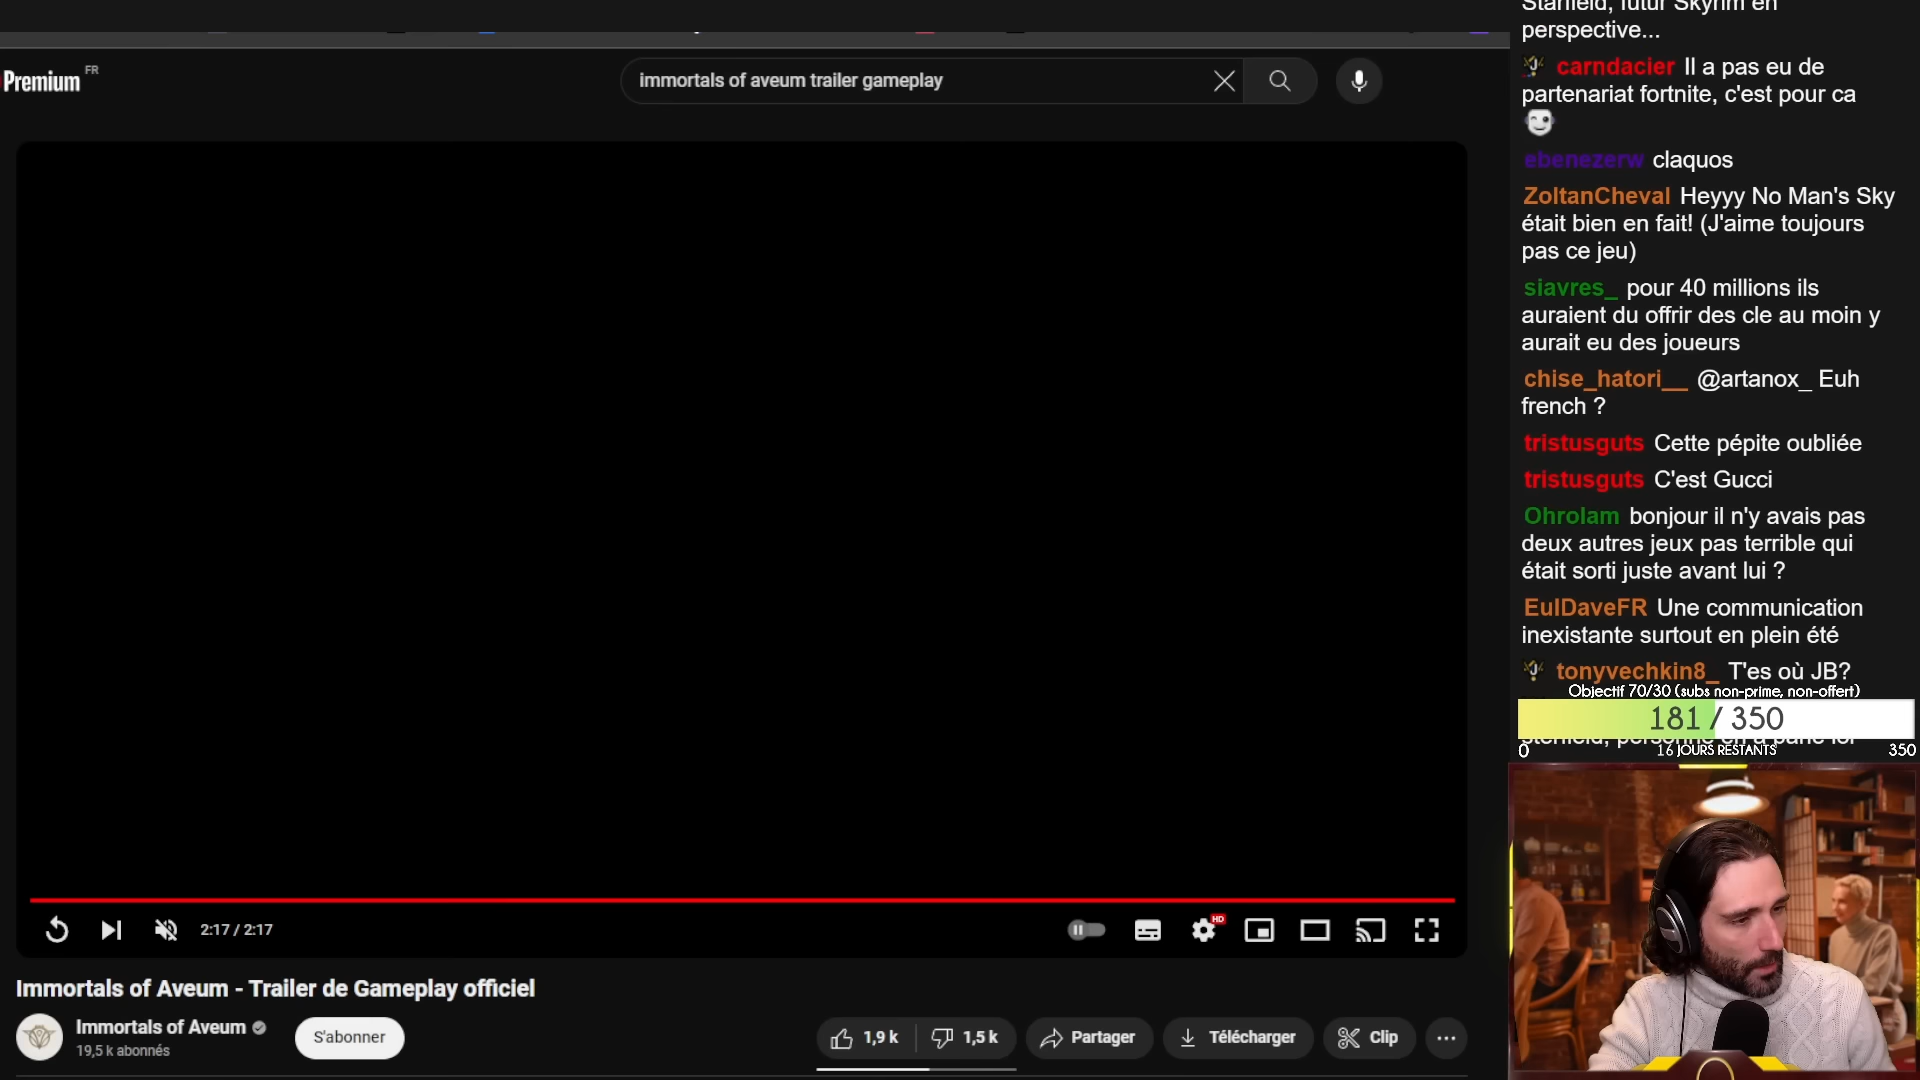 Starfield, futur Skyrim en
perspective...
carndacier Il a pas eu de
partenariat fortnite, c'est pour ca
ebenezerw claquos
ZoltanCheval Heyyy No Man's Sky
était bien en fait! (J'aime toujours
pas ce jeu)
siavres_ pour 40 millions ils
auraient du offrir des cle au moin y
aurait eu des joueurs
chise_hatori__ @artanox_ Euh
french ?
tristusguts Cette pépite oubliée
tristusguts C'est Gucci
Ohrolam bonjour il n'y avais pas
deux autres jeux pas terrible qui
était sorti juste avant lui ?
EulDaveFR Une communication
inexistante surtout en plein été
tonyvechkin8_ T'es où JB?
Objectif 70/30 (subs non-prime, non-offert)
181 / 350
0 16 JOURS RESTANTS 350
Premium FR
immortals of aveum trailer gameplay
2:17 / 2:17
HD
Immortals of Aveum - Trailer de Gameplay officiel
Immortals of Aveum
19,5 k abonnés
S'abonner
1,9 k
1,5 k
Partager
Télécharger
Clip